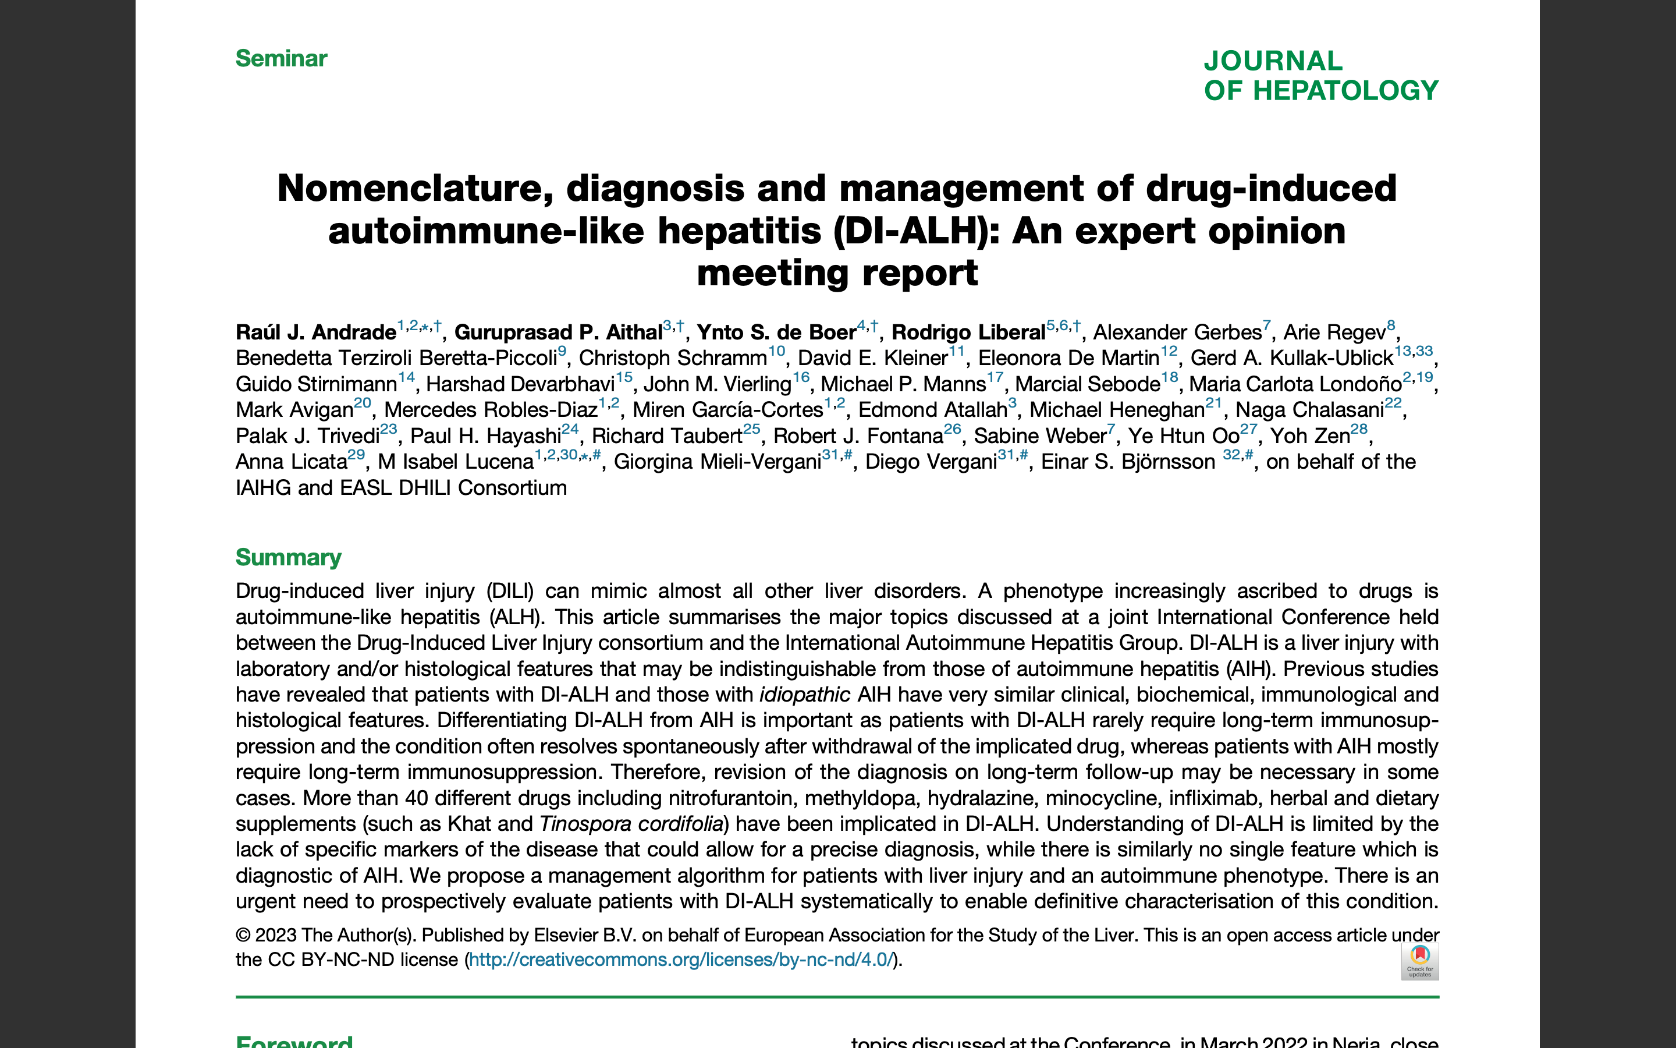 Seminar
JOURNAL
OF HEPATOLOGY
Nomenclature, diagnosis and management of drug-induced
autoimmune-like hepatitis (DI-ALH): An expert opinion
meeting report
Raúl J. Andrade1,2,*,†, Guruprasad P. Aithal3,†, Ynto S. de Boer4,†, Rodrigo Liberal5,6,†, Alexander Gerbes7, Arie Regev8,
Benedetta Terziroli Beretta-Piccoli9, Christoph Schramm10, David E. Kleiner11, Eleonora De Martin12, Gerd A. Kullak-Ublick13,33,
Guido Stirnimann14, Harshad Devarbhavi15, John M. Vierling16, Michael P. Manns17, Marcial Sebode18, Maria Carlota Londoño2,19,
Mark Avigan20, Mercedes Robles-Diaz1,2, Miren García-Cortes1,2, Edmond Atallah3, Michael Heneghan21, Naga Chalasani22,
Palak J. Trivedi23, Paul H. Hayashi24, Richard Taubert25, Robert J. Fontana26, Sabine Weber7, Ye Htun Oo27, Yoh Zen28,
Anna Licata29, M Isabel Lucena1,2,30,*,#, Giorgina Mieli-Vergani31,#, Diego Vergani31,#, Einar S. Björnsson 32,#, on behalf of the
IAIHG and EASL DHILI Consortium
Summary
Drug-induced liver injury (DILI) can mimic almost all other liver disorders. A phenotype increasingly ascribed to drugs is
autoimmune-like hepatitis (ALH). This article summarises the major topics discussed at a joint International Conference held
between the Drug-Induced Liver Injury consortium and the International Autoimmune Hepatitis Group. DI-ALH is a liver injury with
laboratory and/or histological features that may be indistinguishable from those of autoimmune hepatitis (AIH). Previous studies
have revealed that patients with DI-ALH and those with idiopathic AIH have very similar clinical, biochemical, immunological and
histological features. Differentiating DI-ALH from AIH is important as patients with DI-ALH rarely require long-term immunosup-
pression and the condition often resolves spontaneously after withdrawal of the implicated drug, whereas patients with AIH mostly
require long-term immunosuppression. Therefore, revision of the diagnosis on long-term follow-up may be necessary in some
cases. More than 40 different drugs including nitrofurantoin, methyldopa, hydralazine, minocycline, infliximab, herbal and dietary
supplements (such as Khat and Tinospora cordifolia) have been implicated in DI-ALH. Understanding of DI-ALH is limited by the
lack of specific markers of the disease that could allow for a precise diagnosis, while there is similarly no single feature which is
diagnostic of AIH. We propose a management algorithm for patients with liver injury and an autoimmune phenotype. There is an
urgent need to prospectively evaluate patients with DI-ALH systematically to enable definitive characterisation of this condition.
© 2023 The Author(s). Published by Elsevier B.V. on behalf of European Association for the Study of the Liver. This is an open access article under
the CC BY-NC-ND license (http://creativecommons.org/licenses/by-nc-nd/4.0/).
Check for
updates
Foreword
topics discussed at the Conference, in March 2022 in Nerja, close